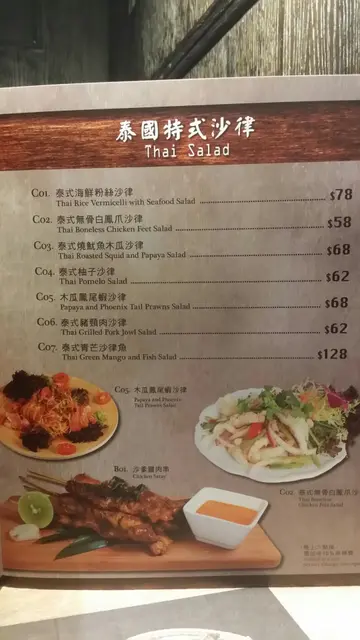 泰國特式沙律
Thai Salad
C01. 泰式海鮮粉絲沙律
Thai Rice Vermicelli with Seafood Salad $78
C02. 泰式無骨白鳳爪沙律
Thai Boneless Chicken Feet Salad $58
C03. 泰式燒魷魚木瓜沙律
Thai Roasted Squid and Papaya Salad $68
C04. 泰式柚子沙律
Thai Pomelo Salad $62
C05. 木瓜鳳尾蝦沙律
Papaya and Phoenix Tail Prawns Salad $68
C06. 泰式豬頸肉沙律
Thai Grilled Pork Jowl Salad $62
C07. 泰式青芒沙律魚
Thai Green Mango and Fish Salad $128
C05. 木瓜鳳尾蝦沙律
Papaya and Phoenix
Tail Prawns Salad
B01. 沙爹雞肉串
Chicken Satay
C02. 泰式無骨白鳳爪沙
Thai Boneless
Chicken Feet Salad